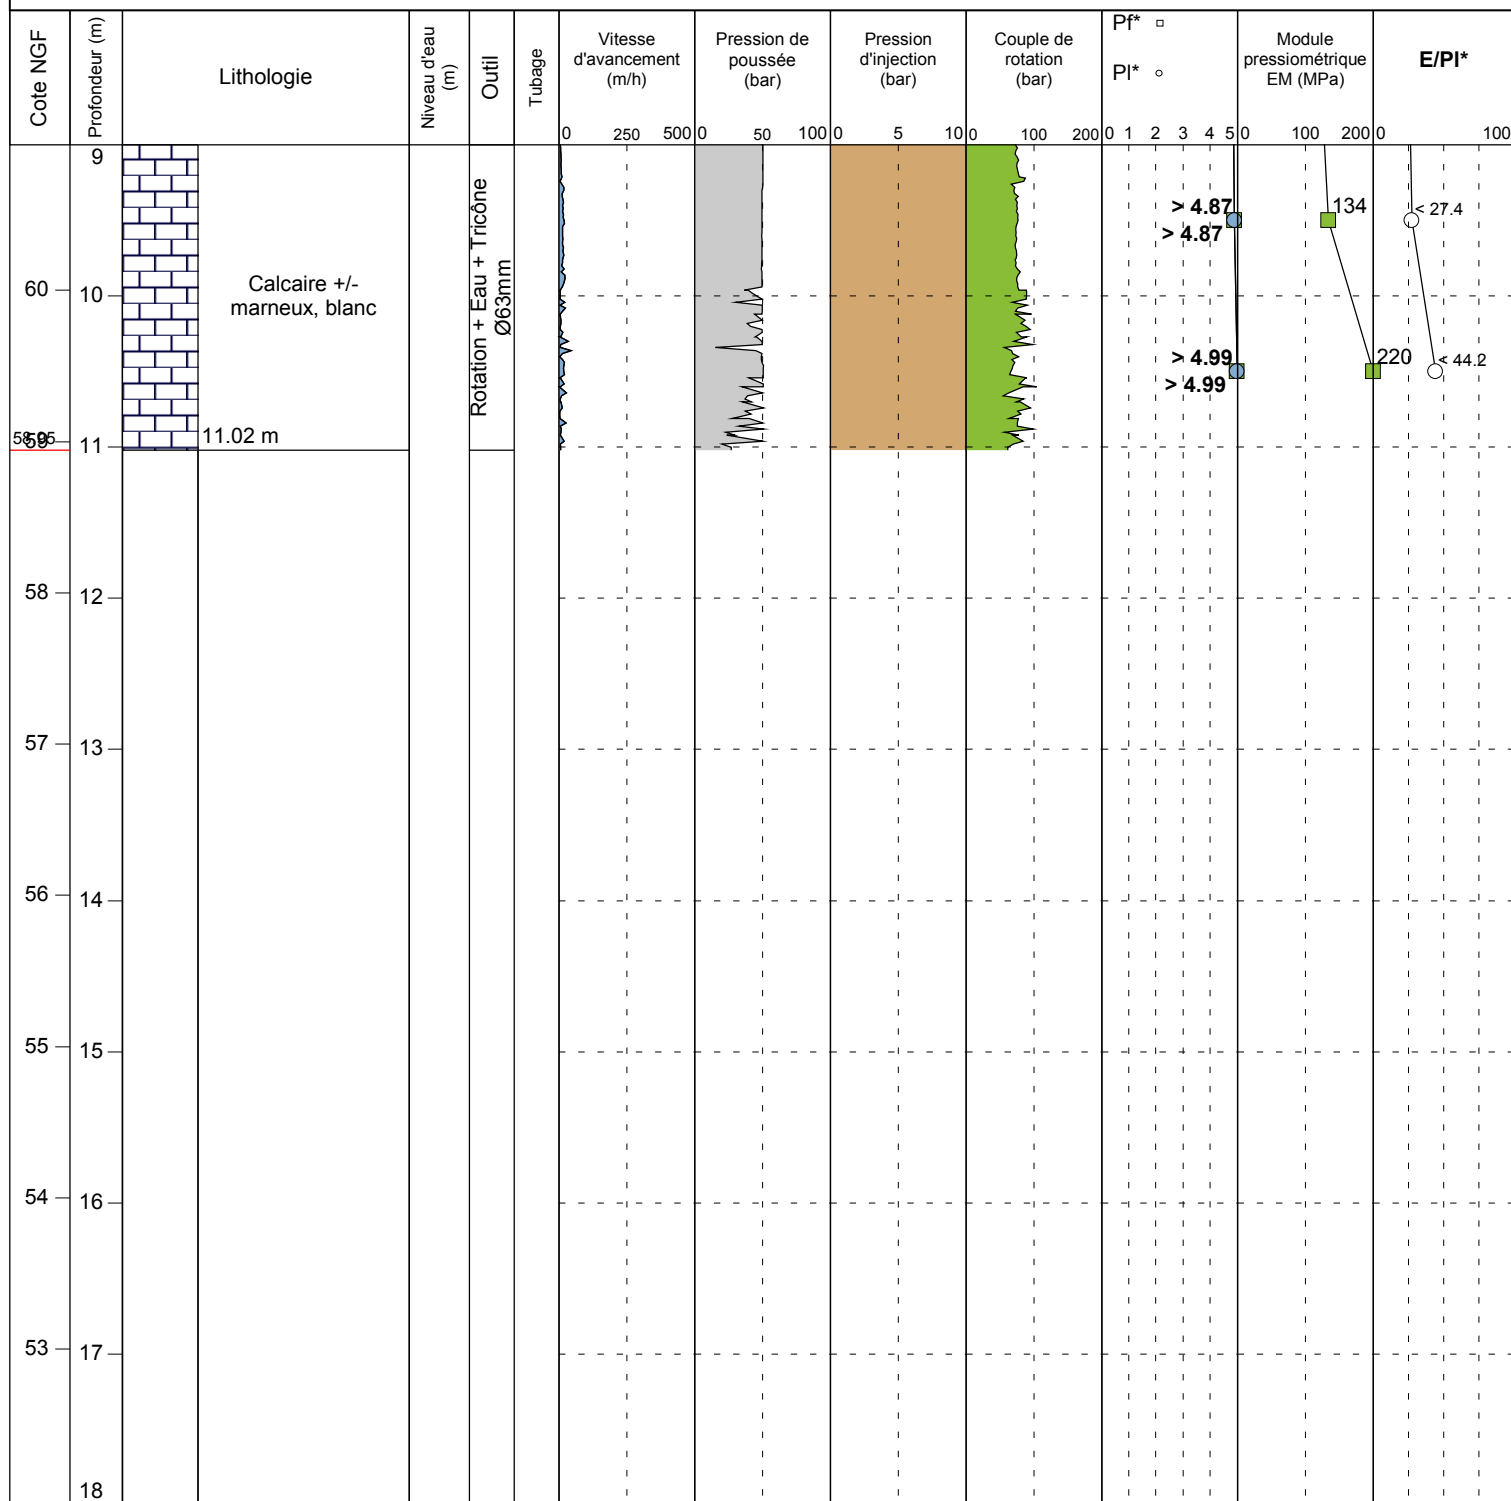 Cote NGF
Profondeur (m)
Lithologie
Niveau d'eau
(m)
Outil
Tubage
Vitesse
d'avancement
(m/h)
Pression de
poussée
(bar)
Pression
d'injection
(bar)
Couple de
rotation
(bar)
Pf*
Pl*
Module
pressiométrique
EM (MPa)
E/Pl*
0 250 500
0 50 100
0 5 10
0 100 200
0 1 2 3 4 5
0 100 200
0 100
9
Rotation + Eau + Tricône
Ø63mm
> 4.87
> 4.87
134
< 27.4
60
10
Calcaire +/-
marneux, blanc
> 4.99
> 4.99
220
< 44.2
11.02 m
58.95
59
11
58
12
57
13
56
14
55
15
54
16
53
17
18